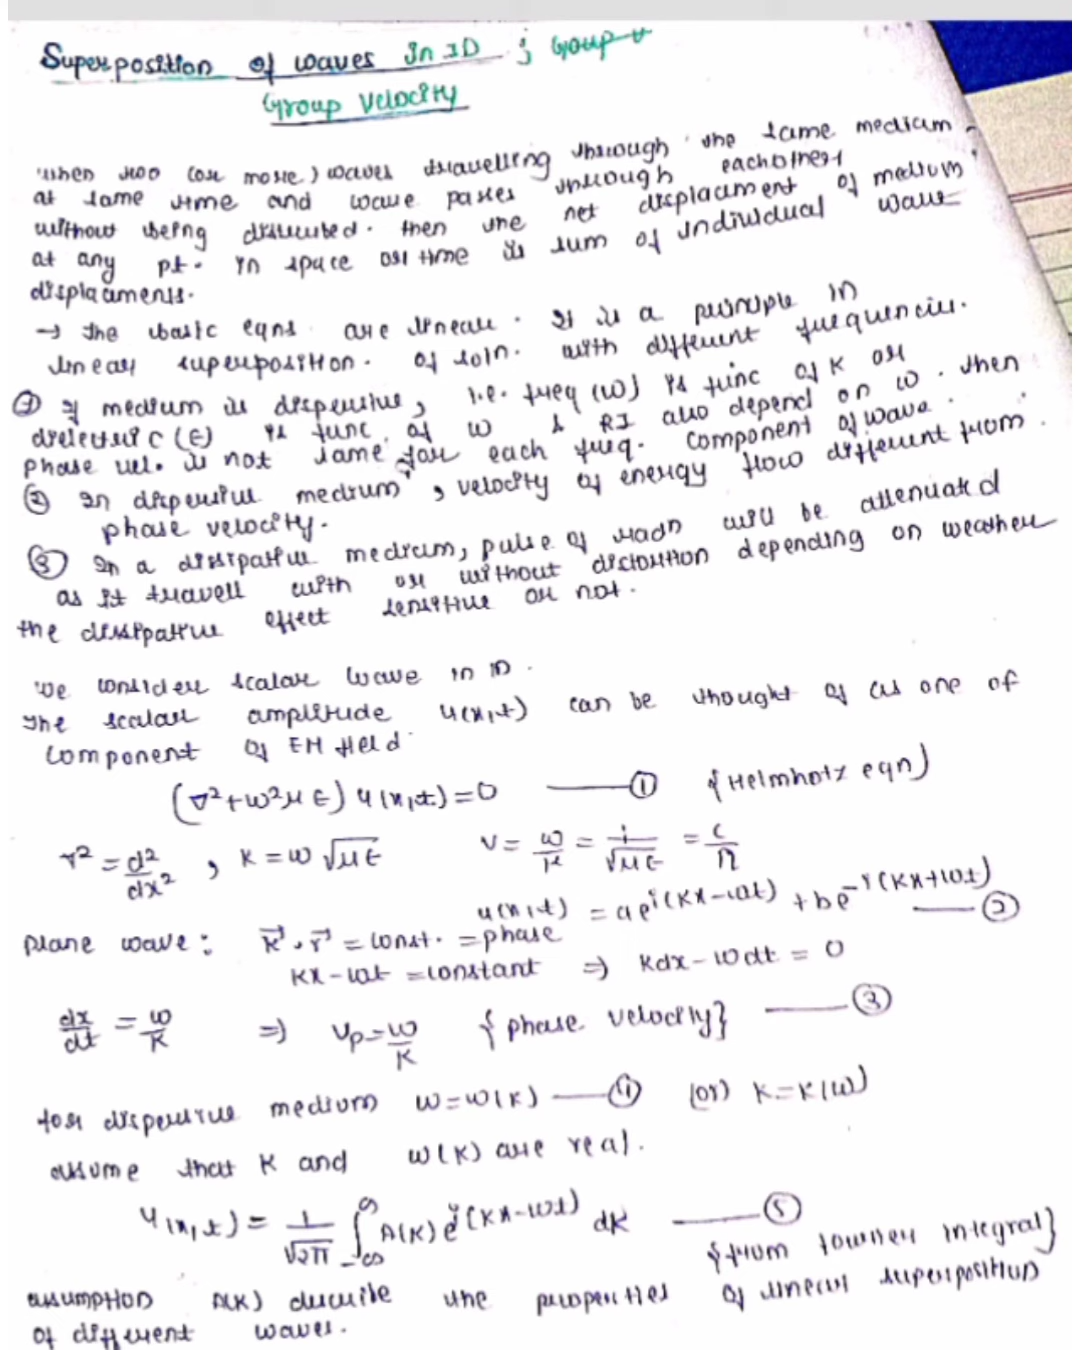 Superposition of waves In 1D ; Group &
Group Velocity
when two (or more) waves travelling through the same medium
at same time and wave passes through eachother
without being disturbed. then the net displacment of medium
at any pt. in space or time is sum of individual wave
displacments.
→ the basic eqns are linear. It is a principle in
linear superposition. of soln. with different frequencies.
① If medium is dispersive, i.e. freq (ω) is func of K or
dielectric (ε) is func. of ω & RI also depend on ω. then
phase vel. is not same for each freq. component of wave.
② In dispersive medium, velocity of energy flow different from
phase velocity.
③ In a dissipative medium, pulse of radn will be attenuated
as it travell with or without distortion depending on weather
the dissipative effect sensitive or not.
we consider scalar wave in 1D.
The scalar amplitude u(x,t) can be thought of as one of
component of EM field.
(∇²+ω²με) u(x,t)=0 —— ① {Helmhotz eqn}
∇² = d²/dx² , K = ω √με v = ω/K = 1/√με = c/n
u(x,t) = a e^i(Kx-ωt) + b e^-i(Kx+ωt) —— ②
plane wave: K⃗.r⃗ = const. = phase
Kx - ωt = constant ⇒ Kdx - ωdt = 0
dx/dt = ω/K ⇒ Vp = ω/K {phase velocity} —— ③
for dispersive medium ω=ω(K) —— ④ (or) K=K(ω)
assume that K and ω(K) are real.
u(x,t) = 1/√2π ∫_-∞^∞ A(K) e^i(Kx-ωt) dK —— ⑤
{from fourier integral}
assumption A(K) describe the properties of linear superposition
of different waves.